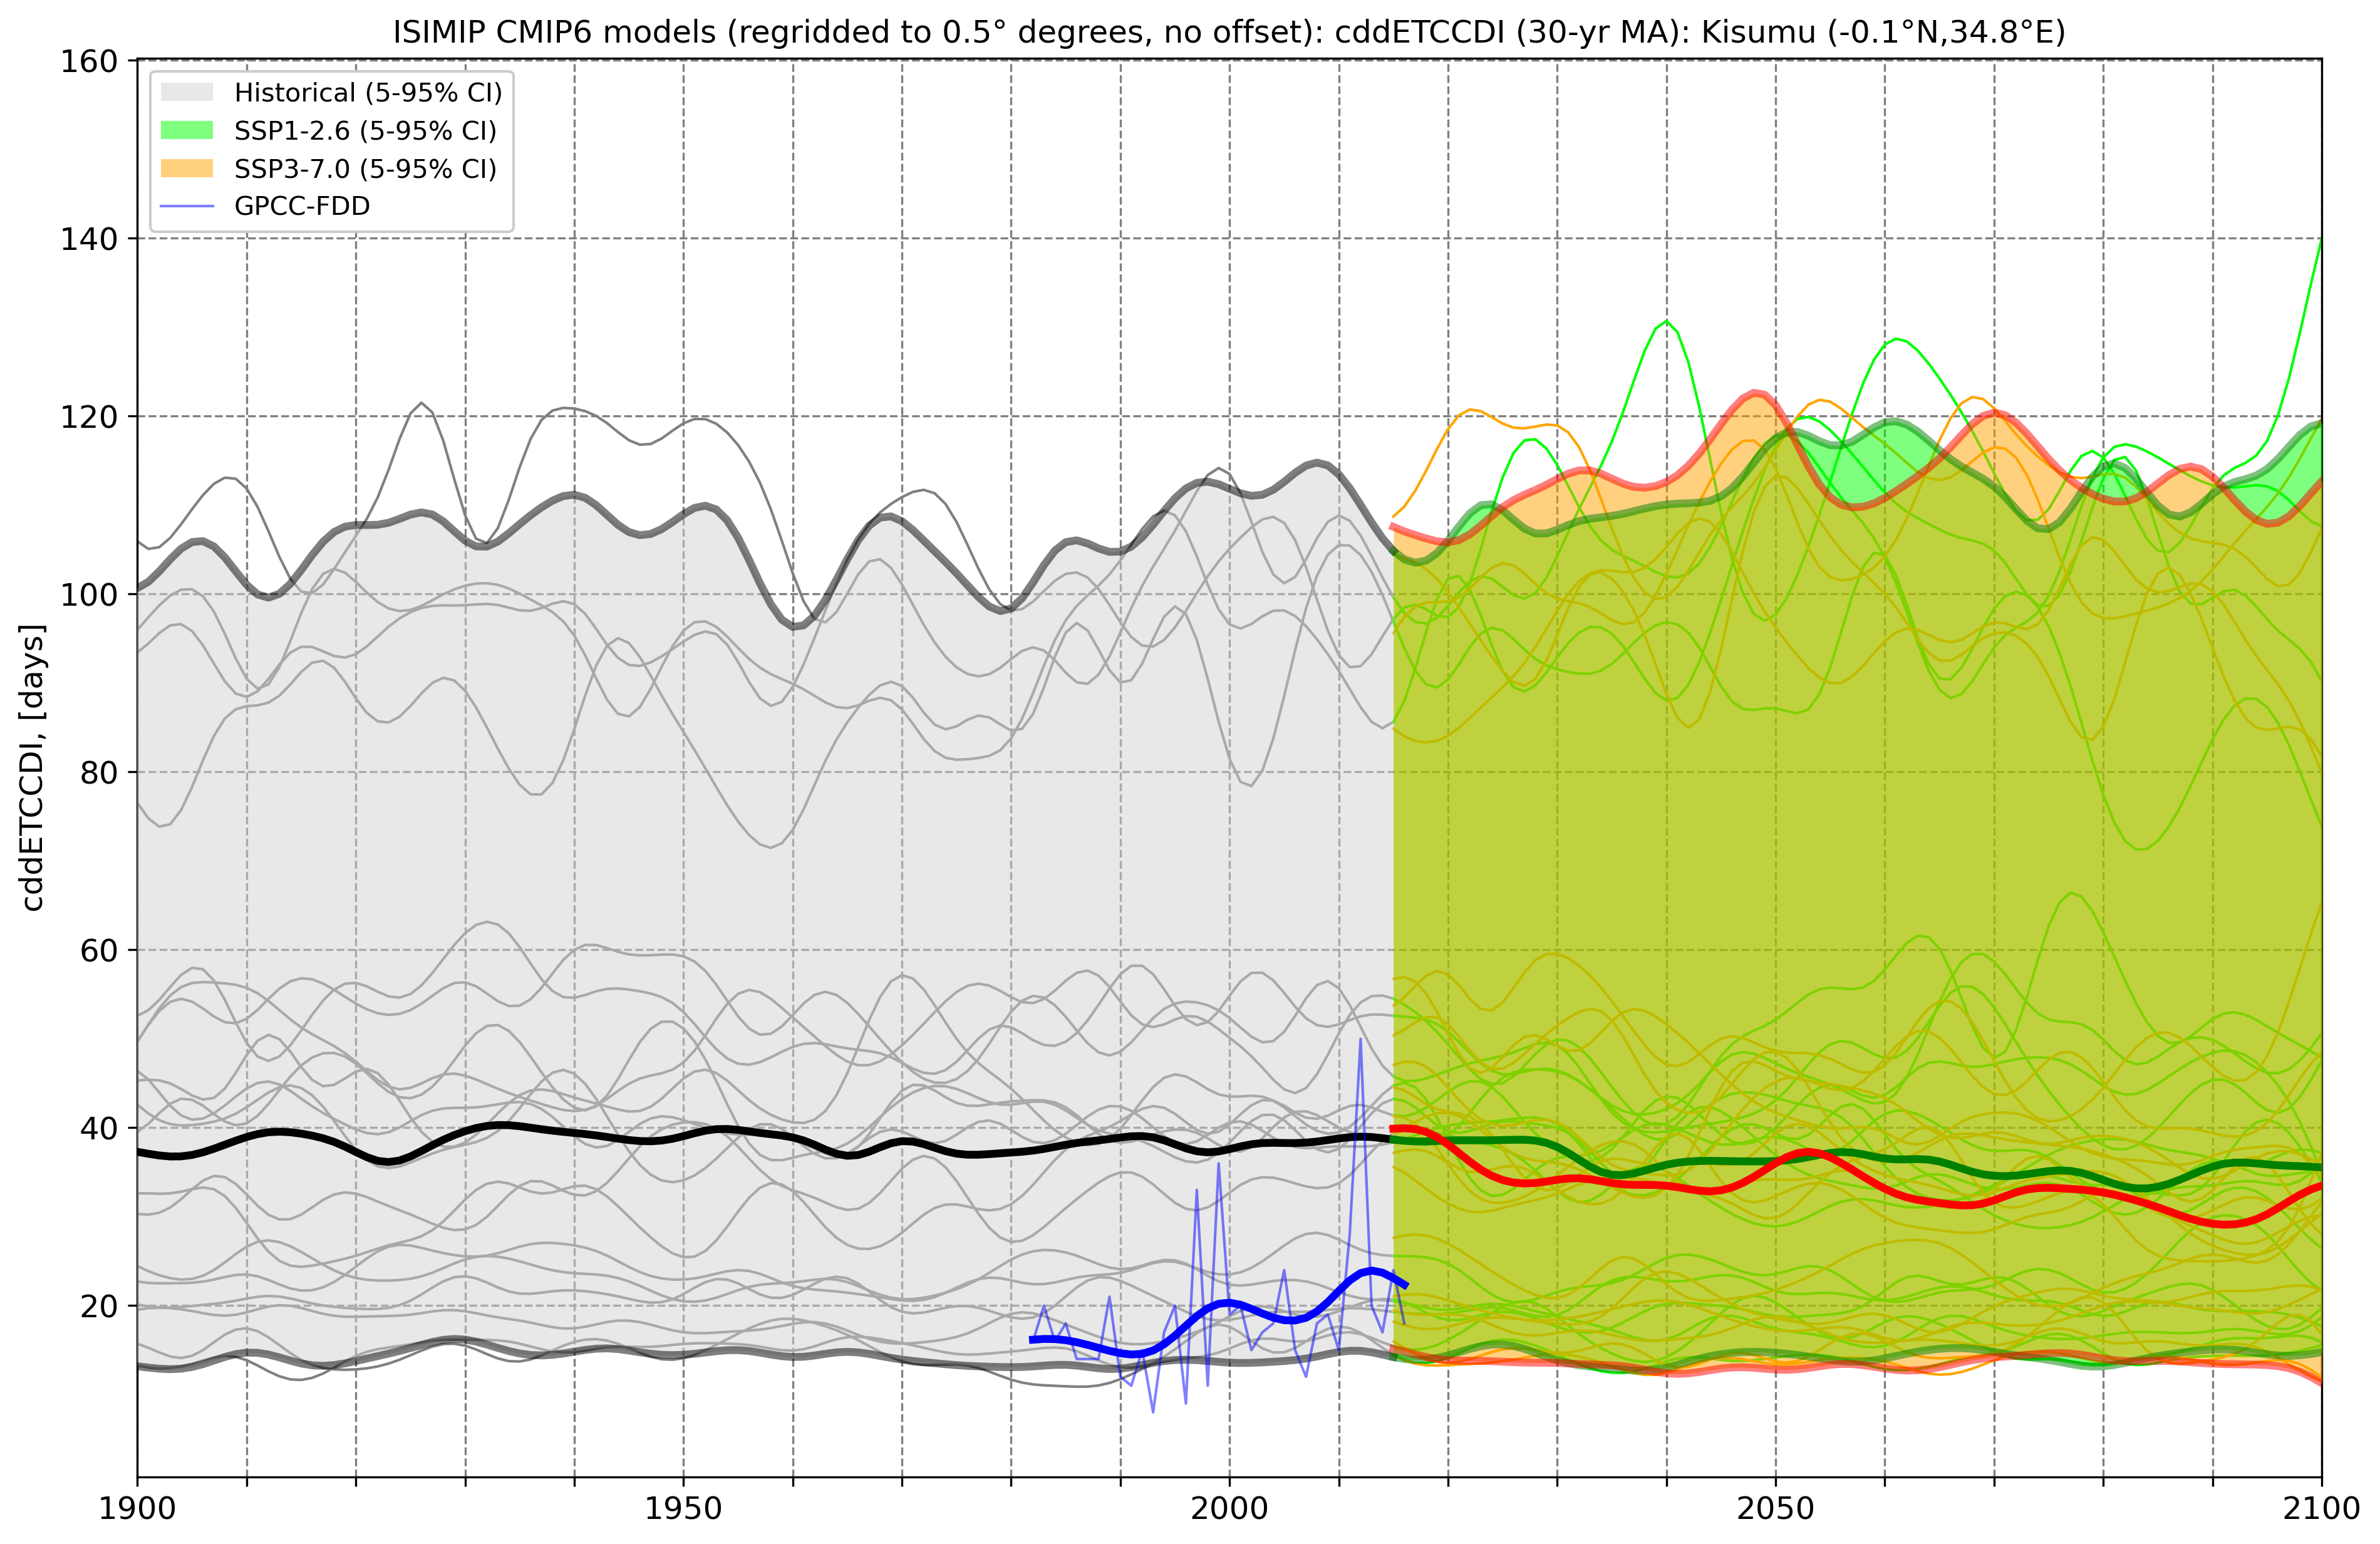 ISIMIP CMIP6 models (regridded to 0.5° degrees, no offset): cddETCCDI (30-yr MA): Kisumu (-0.1°N,34.8°E)
160
140
120
100
80
60
40
20
cddETCCDI, [days]
Historical (5-95% CI)
SSP1-2.6 (5-95% CI)
SSP3-7.0 (5-95% CI)
GPCC-FDD
1900 1950 2000 2050 2100